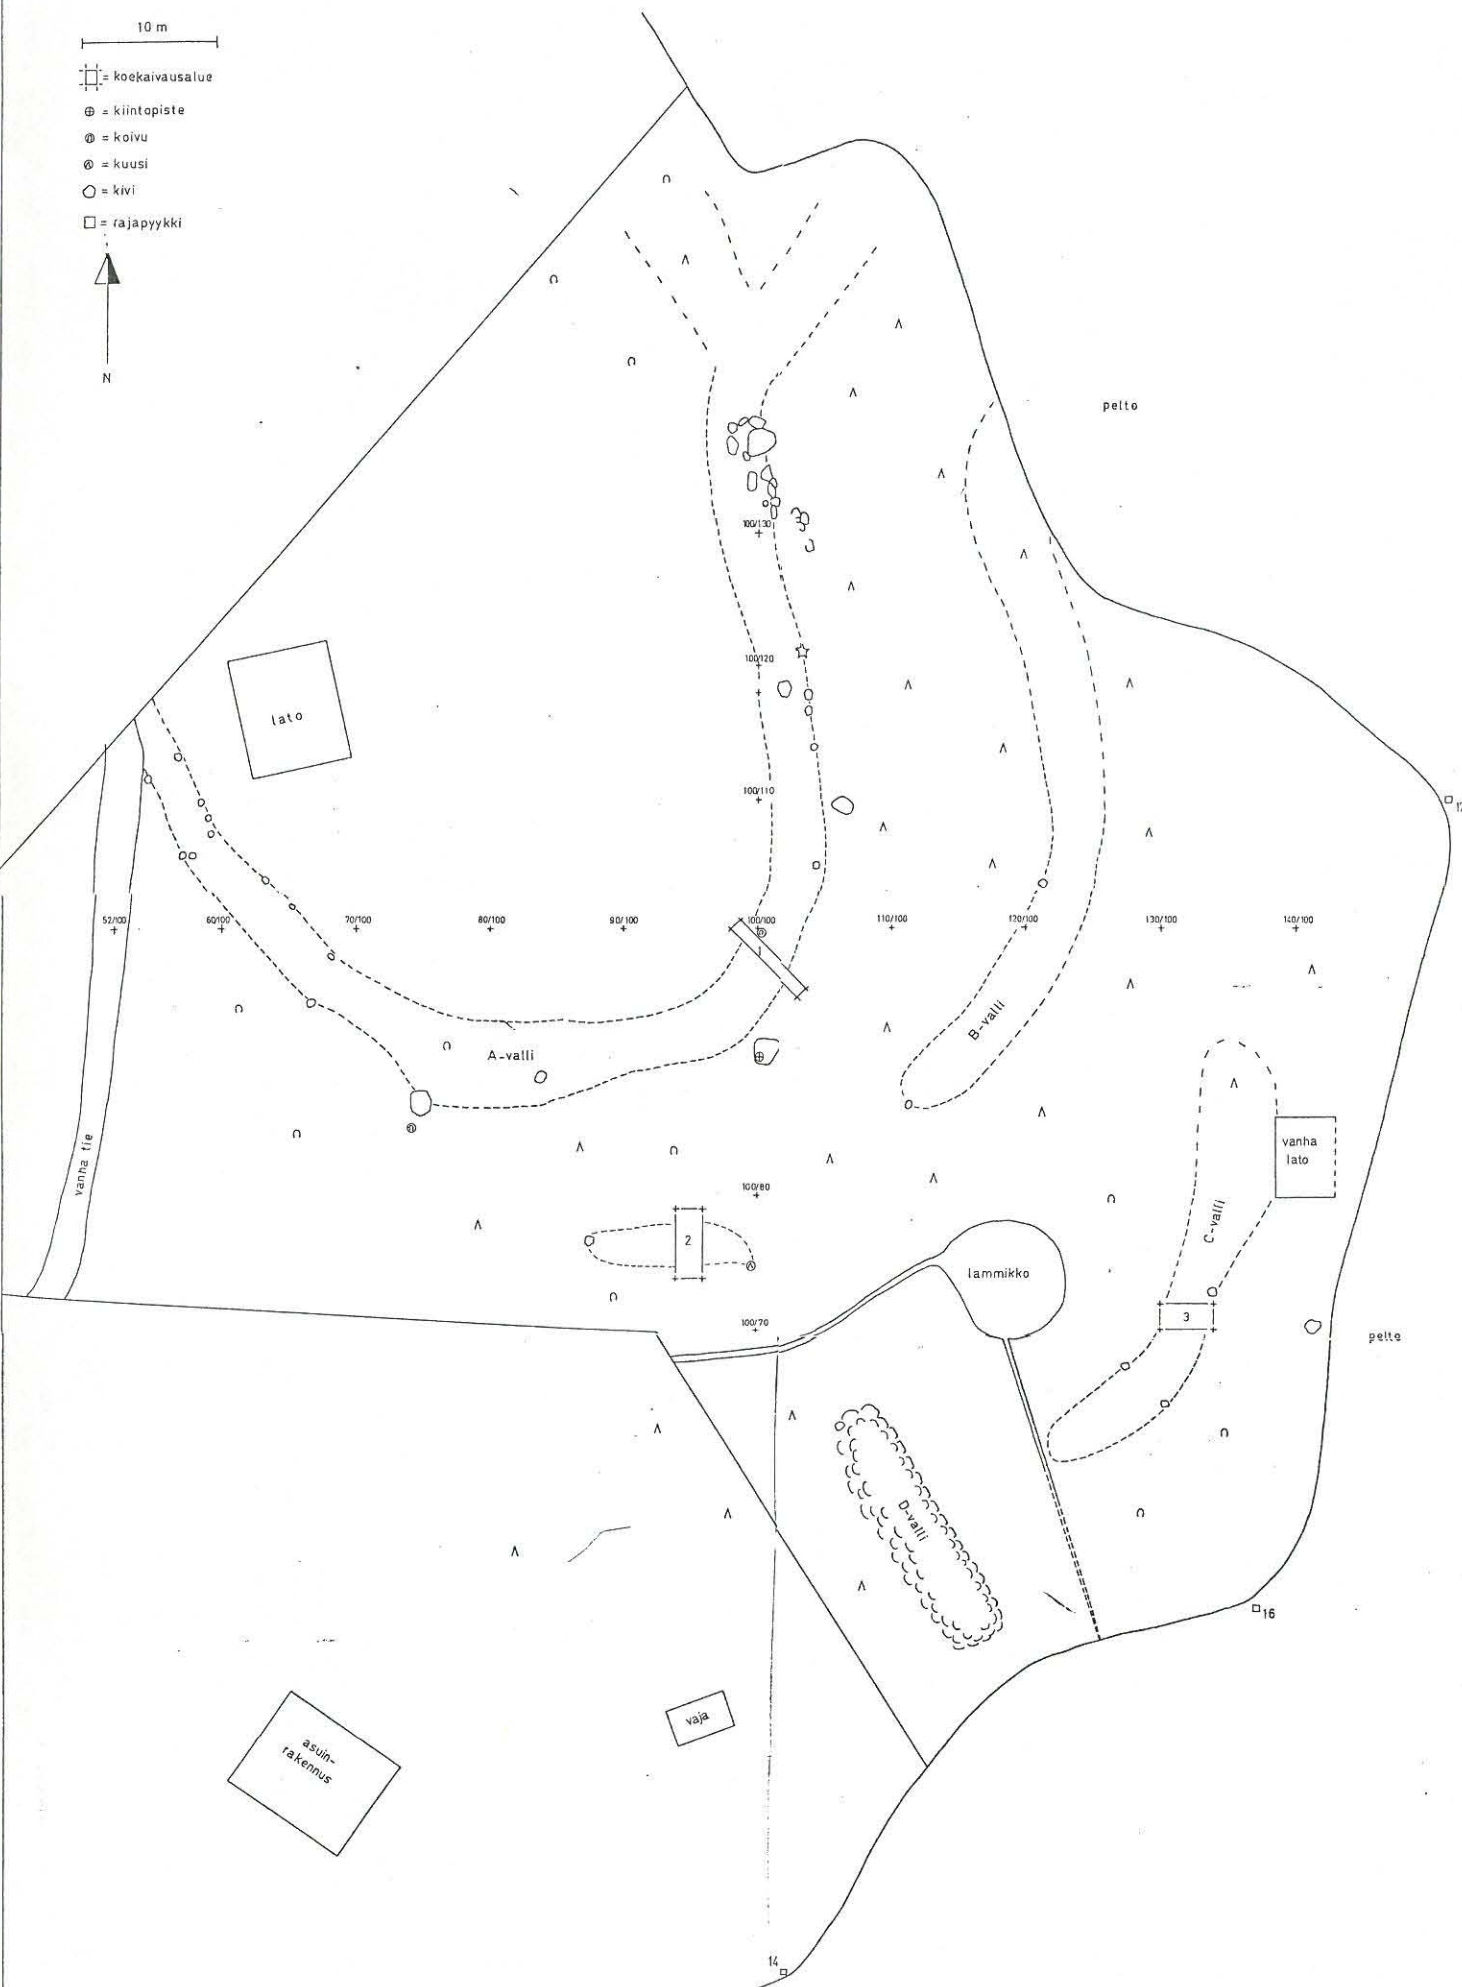 10 m
= koekaivausalue
= kiintopiste
= koivu
= kuusi
= kivi
= rajapyykki
N
pelto
100/130
100/120
lato
100/110
52/100
60/100
70/100
80/100
90/100
100/100
110/100
120/100
130/100
140/100
1
B-valli
A-valli
vanha tie
vanha
lato
100/80
C-valli
2
lammikko
100/70
3
pelto
D-valli
16
vaja
asuin-
rakennus
14